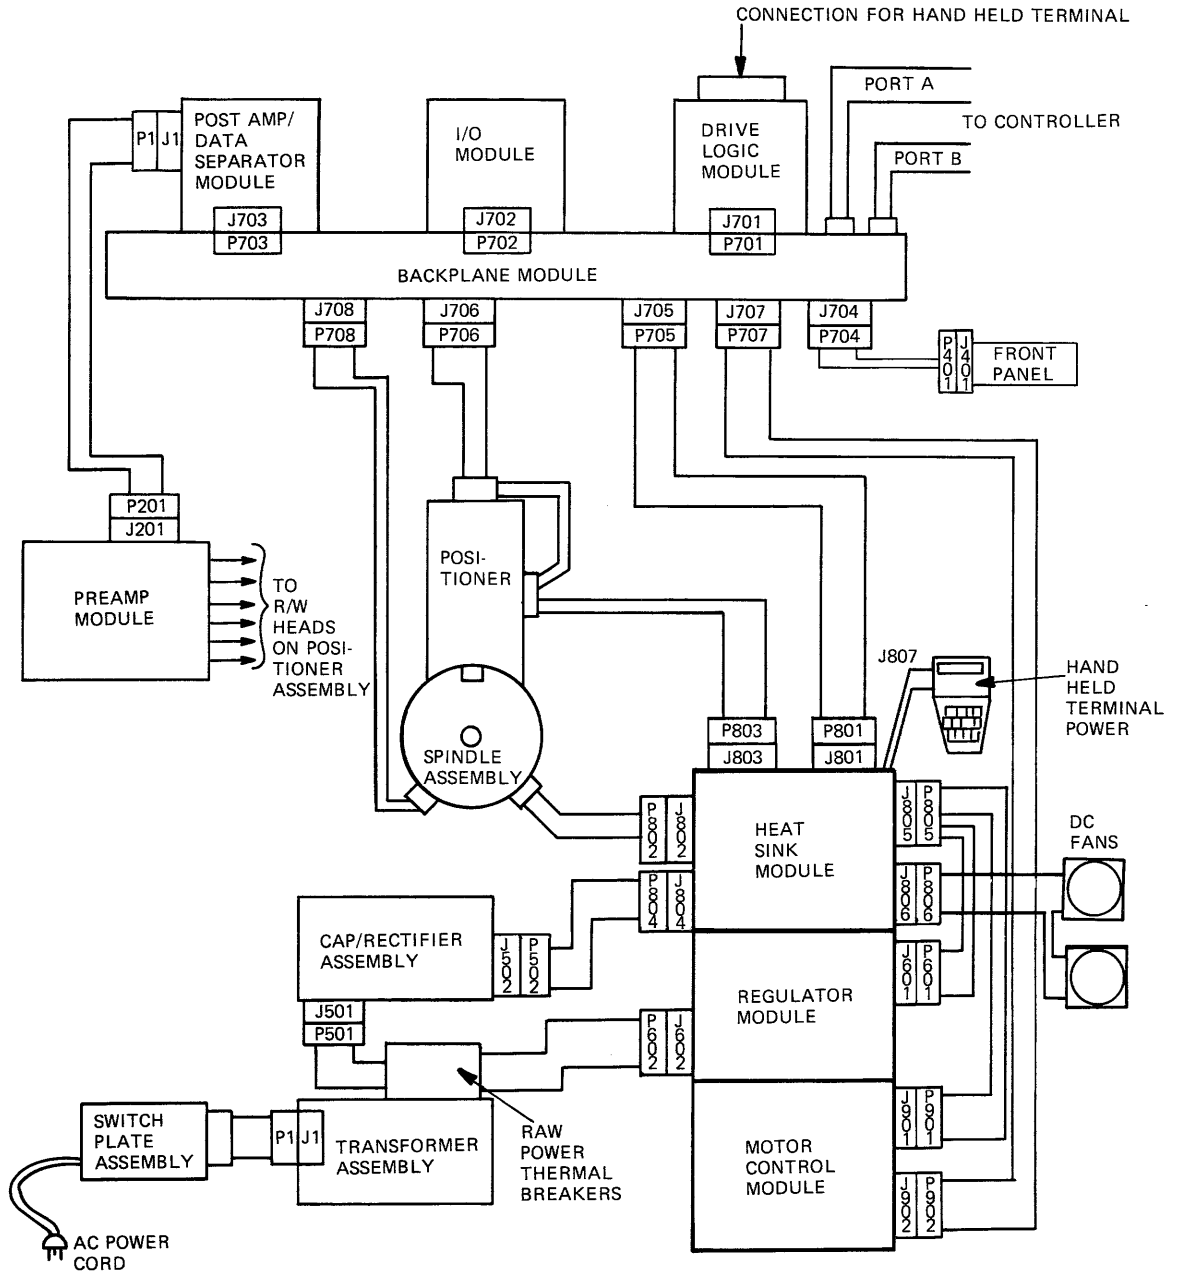 CONNECTION FOR HAND HELD TERMINAL
PORT A
TO CONTROLLER
PORT B
POST AMP/
DATA
SEPARATOR
MODULE
P1 J1
I/O
MODULE
DRIVE
LOGIC
MODULE
J703
P703
J702
P702
J701
P701
BACKPLANE MODULE
J708
P708
J706
P706
J705
P705
J707
P707
J704
P704
P401
J401
FRONT
PANEL
P201
J201
PREAMP
MODULE
TO
R/W
HEADS
ON POSI-
TIONER
ASSEMBLY
POSI-
TIONER
SPINDLE
ASSEMBLY
J807
HAND
HELD
TERMINAL
POWER
P803
J803
P801
J801
P802
J802
HEAT
SINK
MODULE
J805
P805
DC
FANS
P804
J804
J806
P806
CAP/RECTIFIER
ASSEMBLY
J502
P502
J601
P601
REGULATOR
MODULE
J501
P501
P602
J602
SWITCH
PLATE
ASSEMBLY
P1 J1
TRANSFORMER
ASSEMBLY
RAW
POWER
THERMAL
BREAKERS
MOTOR
CONTROL
MODULE
J901
P901
J902
P902
AC POWER
CORD